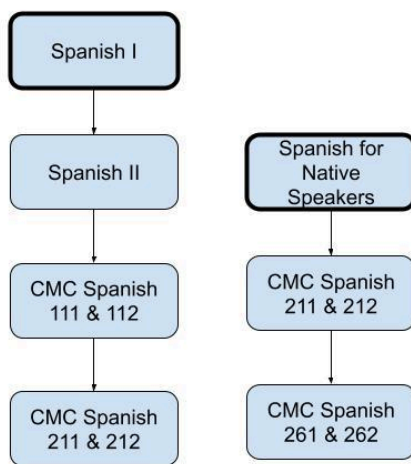 Spanish I
Spanish II
CMC Spanish
111 & 112
CMC Spanish
211 & 212
Spanish for
Native
Speakers
CMC Spanish
211 & 212
CMC Spanish
261 & 262